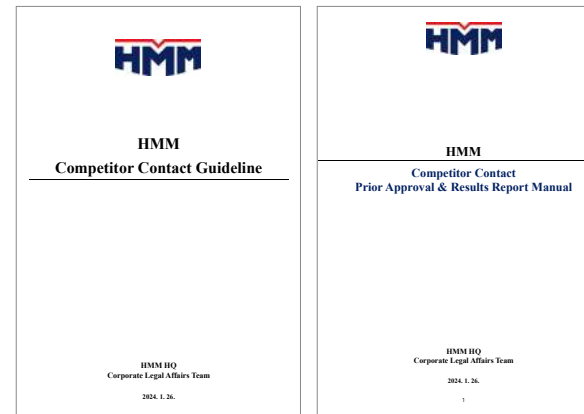 HMM
HMM
Competitor Contact Guideline
HMM HQ
Corporate Legal Affairs Team
2024. 1. 26.
HMM
HMM
Competitor Contact
Prior Approval & Results Report Manual
HMM HQ
Corporate Legal Affairs Team
2024. 1. 26.
1